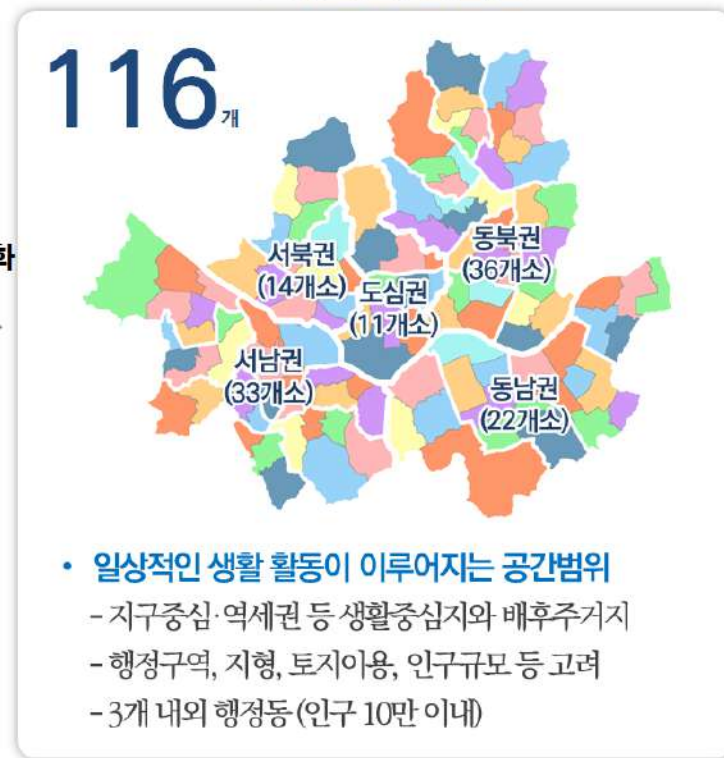 116개
화
서북권
(14개소)
동북권
(36개소)
도심권
(11개소)
서남권
(33개소)
동남권
(22개소)
• 일상적인 생활 활동이 이루어지는 공간범위
- 지구중심·역세권 등 생활중심지와 배후주거지
- 행정구역, 지형, 토지이용, 인구규모 등 고려
- 3개 내외 행정동(인구 10만 이내)